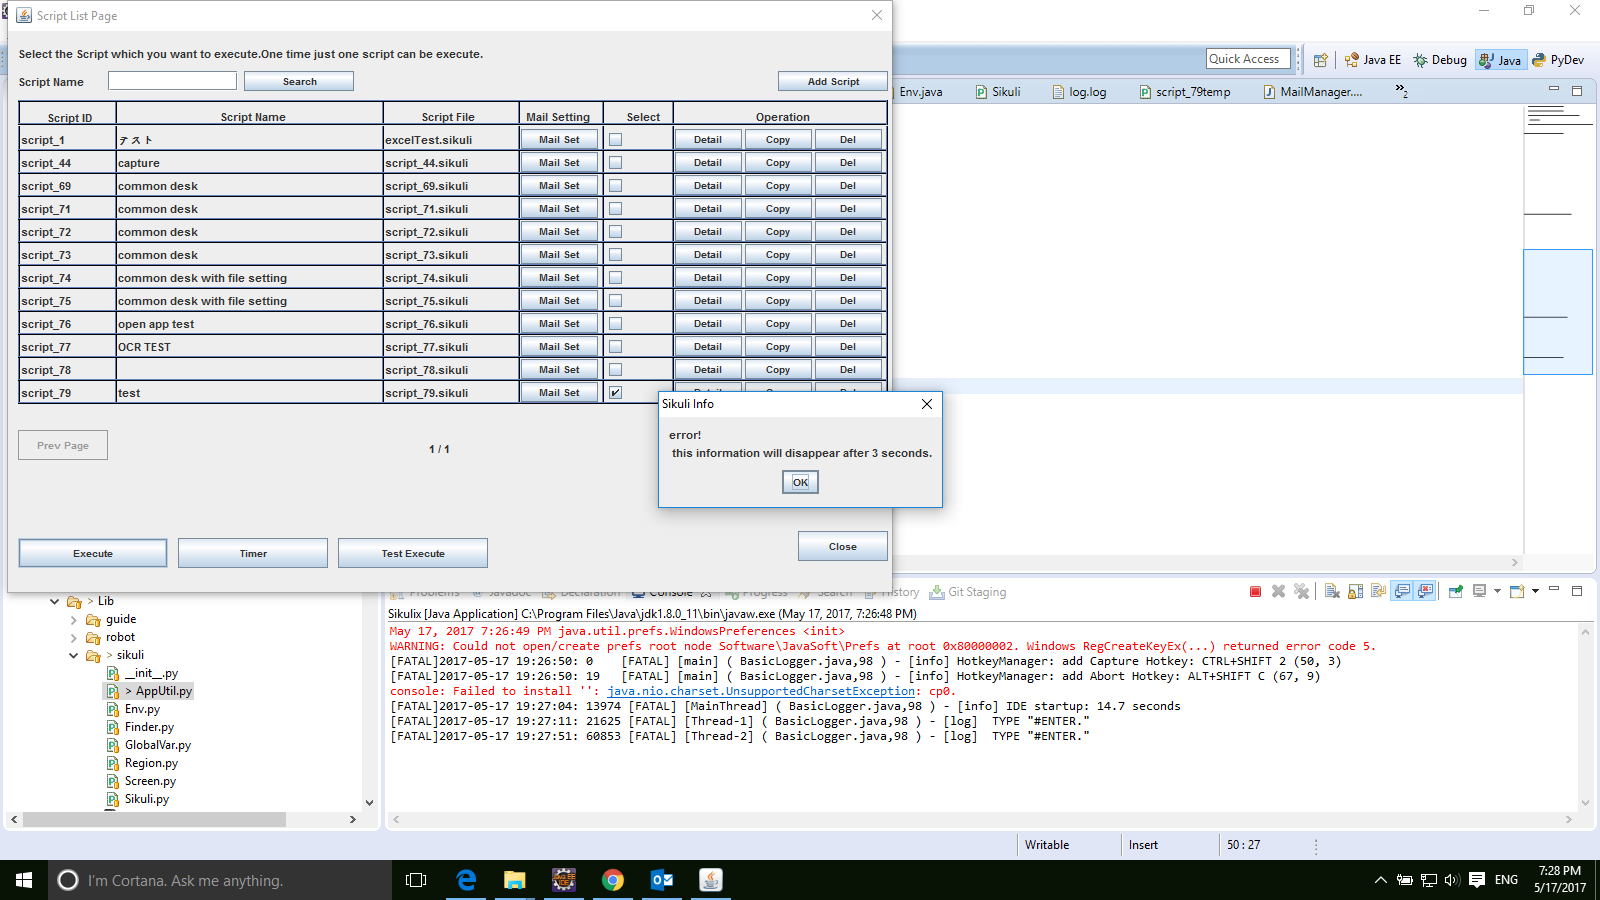 Script List Page
Select the Script which you want to execute.One time just one script can be execute.
Script Name Search Add Script
Script ID Script Name Script File Mail Setting Select Operation
script_1 テスト excelTest.sikuli Mail Set Detail Copy Del
script_44 capture script_44.sikuli Mail Set Detail Copy Del
script_69 common desk script_69.sikuli Mail Set Detail Copy Del
script_71 common desk script_71.sikuli Mail Set Detail Copy Del
script_72 common desk script_72.sikuli Mail Set Detail Copy Del
script_73 common desk script_73.sikuli Mail Set Detail Copy Del
script_74 common desk with file setting script_74.sikuli Mail Set Detail Copy Del
script_75 common desk with file setting script_75.sikuli Mail Set Detail Copy Del
script_76 open app test script_76.sikuli Mail Set Detail Copy Del
script_77 OCR TEST script_77.sikuli Mail Set Detail Copy Del
script_78 script_78.sikuli Mail Set Detail Copy Del
script_79 test script_79.sikuli Mail Set
Prev Page 1 / 1
Execute Timer Test Execute Close
Sikuli Info
error!
this information will disappear after 3 seconds.
OK
Quick Access Java EE Debug Java PyDev
Env.java Sikuli log.log script_79temp MailManager.... »2
Problems Javadoc Declaration Console Progress Search History Git Staging
Sikulix [Java Application] C:\Program Files\Java\jdk1.8.0_11\bin\javaw.exe (May 17, 2017, 7:26:48 PM)
May 17, 2017 7:26:49 PM java.util.prefs.WindowsPreferences <init>
WARNING: Could not open/create prefs root node Software\JavaSoft\Prefs at root 0x80000002. Windows RegCreateKeyEx(...) returned error code 5.
[FATAL]2017-05-17 19:26:50: 0 [FATAL] [main] ( BasicLogger.java,98 ) - [info] HotkeyManager: add Capture Hotkey: CTRL+SHIFT 2 (50, 3)
[FATAL]2017-05-17 19:26:50: 19 [FATAL] [main] ( BasicLogger.java,98 ) - [info] HotkeyManager: add Abort Hotkey: ALT+SHIFT C (67, 9)
console: Failed to install '': java.nio.charset.UnsupportedCharsetException: cp0.
[FATAL]2017-05-17 19:27:04: 13974 [FATAL] [MainThread] ( BasicLogger.java,98 ) - [info] IDE startup: 14.7 seconds
[FATAL]2017-05-17 19:27:11: 21625 [FATAL] [Thread-1] ( BasicLogger.java,98 ) - [log] TYPE "#ENTER."
[FATAL]2017-05-17 19:27:51: 60853 [FATAL] [Thread-2] ( BasicLogger.java,98 ) - [log] TYPE "#ENTER."
> Lib
guide
robot
> sikuli
__init__.py
> AppUtil.py
Env.py
Finder.py
GlobalVar.py
Region.py
Screen.py
Sikuli.py
Writable Insert 50 : 27
I'm Cortana. Ask me anything.
ENG
7:28 PM
5/17/2017